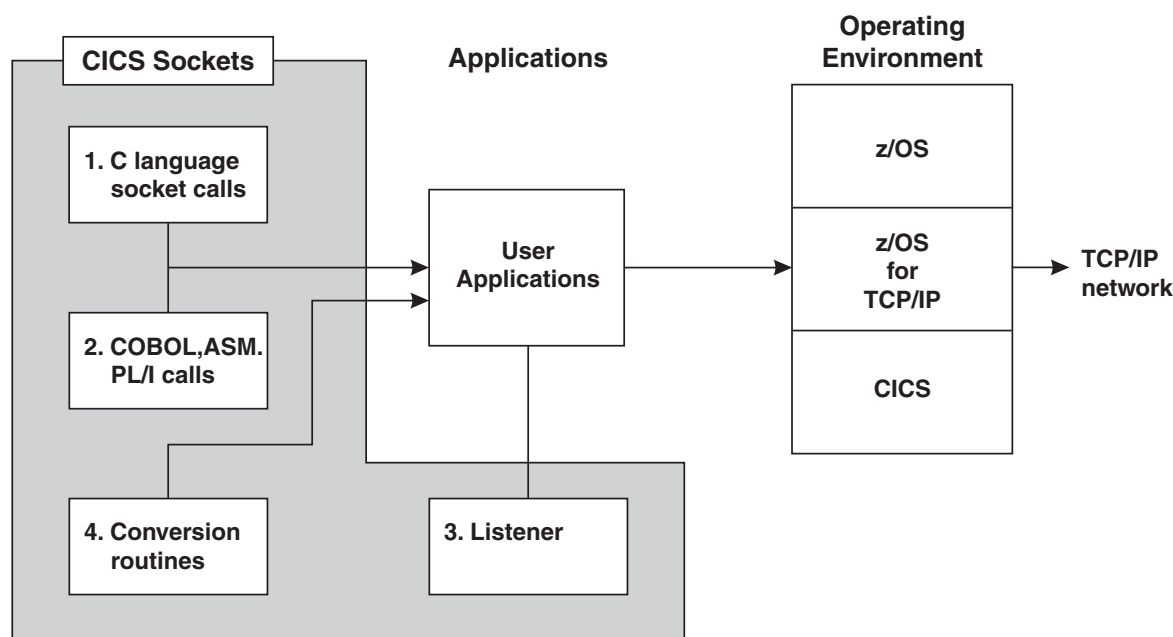 CICS Sockets
Applications
Operating
Environment
1. C language
socket calls
2. COBOL,ASM.
PL/I calls
4. Conversion
routines
3. Listener
User
Applications
z/OS
z/OS
for
TCP/IP
CICS
TCP/IP
network